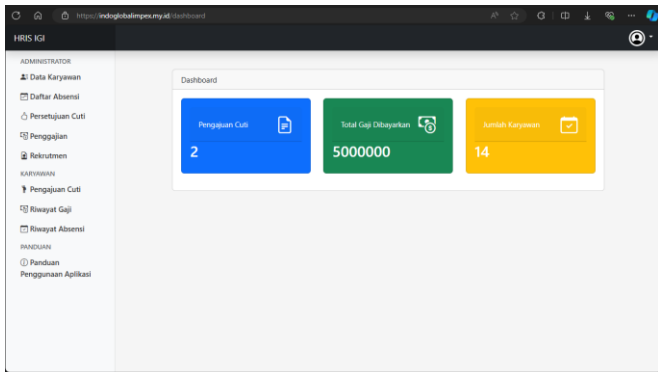 https://indoglobalimpex.my.id/dashboard
HRIS IGI
ADMINISTRATOR
Data Karyawan
Daftar Absensi
Persetujuan Cuti
Penggajian
Rekrutmen
KARYAWAN
Pengajuan Cuti
Riwayat Gaji
Riwayat Absensi
PANDUAN
Panduan
Penggunaan Aplikasi
Dashboard
Pengajuan Cuti
2
Total Gaji Dibayarkan
5000000
Jumlah Karyawan
14